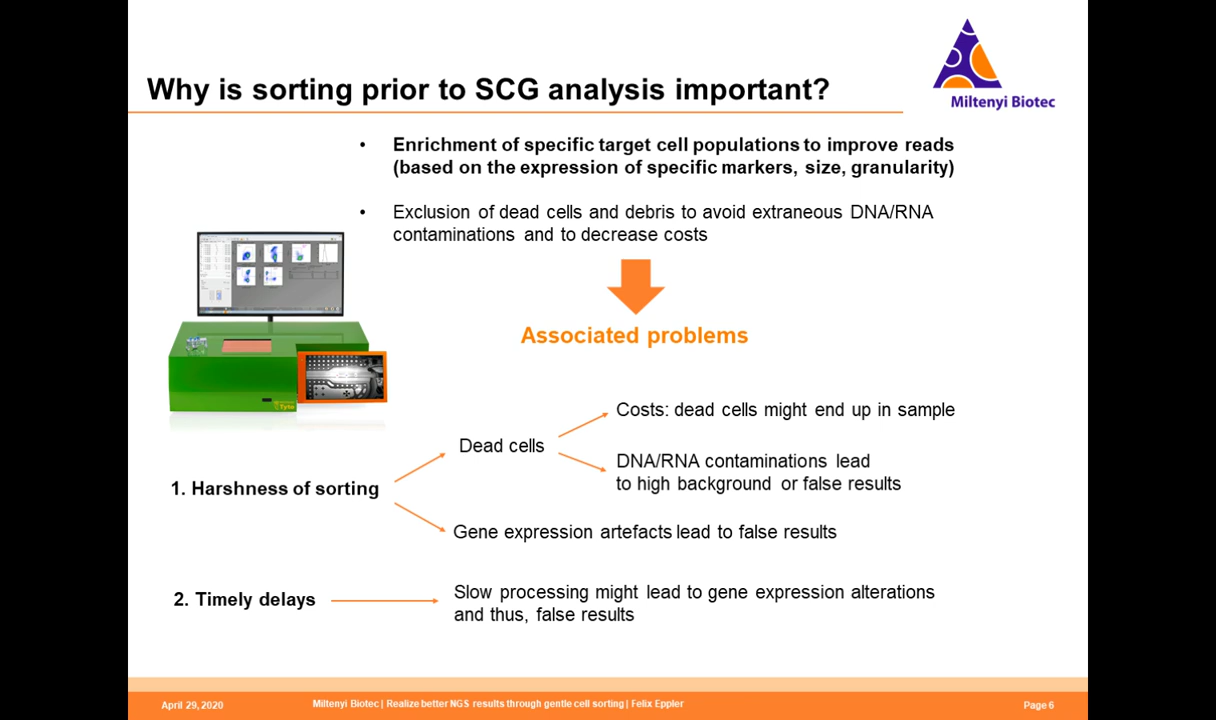 Why is sorting prior to SCG analysis important?
Miltenyi Biotec
• Enrichment of specific target cell populations to improve reads
(based on the expression of specific markers, size, granularity)
• Exclusion of dead cells and debris to avoid extraneous DNA/RNA
contaminations and to decrease costs
Associated problems
Tyto
Costs: dead cells might end up in sample
Dead cells
DNA/RNA contaminations lead
to high background or false results
1. Harshness of sorting
Gene expression artefacts lead to false results
2. Timely delays
Slow processing might lead to gene expression alterations
and thus, false results
April 29, 2020
Miltenyi Biotec | Realize better NGS results through gentle cell sorting | Felix Eppler
Page 6